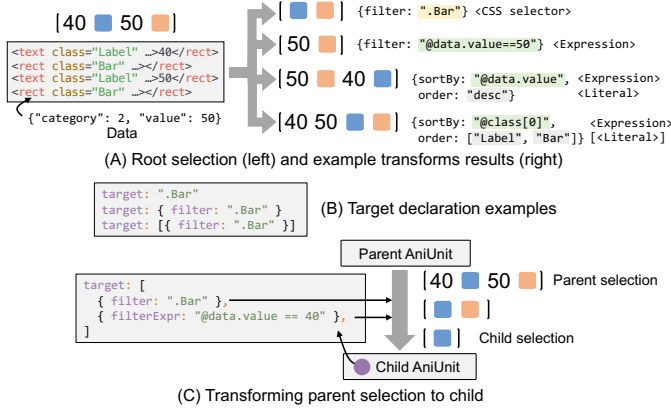 40 50
<text class="Label" …>40</rect>
<rect class="Bar" …></rect>
<text class="Label" …>50</rect>
<rect class="Bar" …></rect>
{"category": 2, "value": 50}
Data
{filter: ".Bar"} <CSS selector>
50 {filter: "@data.value==50"} <Expression>
50 40 {sortBy: "@data.value", <Expression>
order: "desc"} <Literal>
40 50 {sortBy: "@class[0]", <Expression>
order: ["Label", "Bar"]} [<Literal>]
(A) Root selection (left) and example transforms results (right)
target: ".Bar"
target: { filter: ".Bar" }
target: [{ filter: ".Bar" }]
(B) Target declaration examples
Parent AniUnit
target: [
{ filter: ".Bar" },
{ filterExpr: "@data.value == 40" },
]
40 50 Parent selection
Child selection
Child AniUnit
(C) Transforming parent selection to child